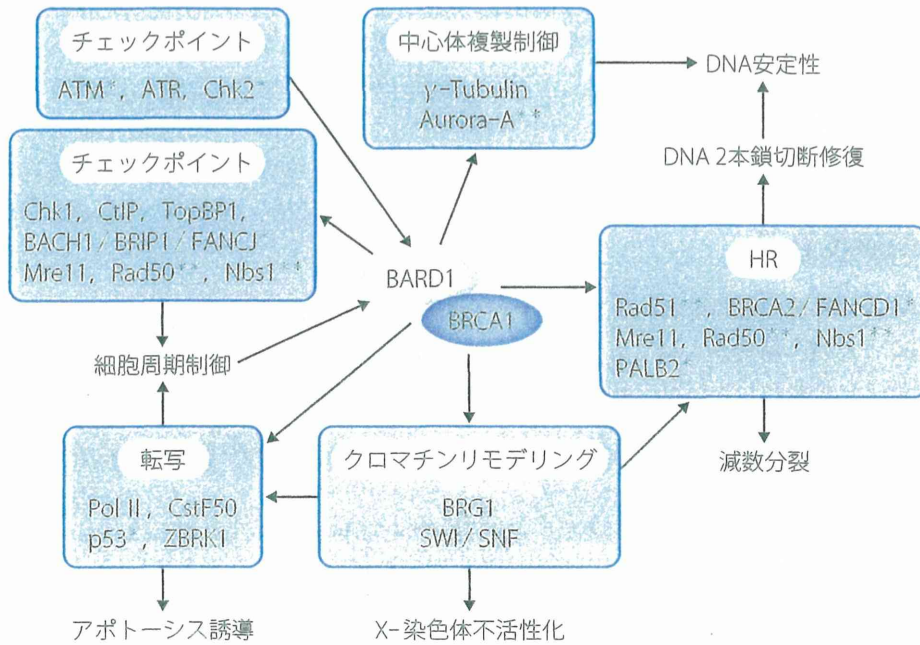 チェックポイント
ATM*, ATR, Chk2*
中心体複製制御
γ-Tubulin
Aurora-A**
DNA安定性
チェックポイント
Chk1, CtIP, TopBP1,
BACH1/BRIP1/FANCJ
Mre11, Rad50**, Nbs1**
DNA 2本鎖切断修復
BARD1
BRCA1
HR
Rad51**, BRCA2/FANCD1*
Mre11, Rad50**, Nbs1**
PALB2*
細胞周期制御
転写
Pol II, CstF50
p53*, ZBRK1
クロマチンリモデリング
BRG1
SWI/SNF
減数分裂
アポトーシス誘導
X-染色体不活性化